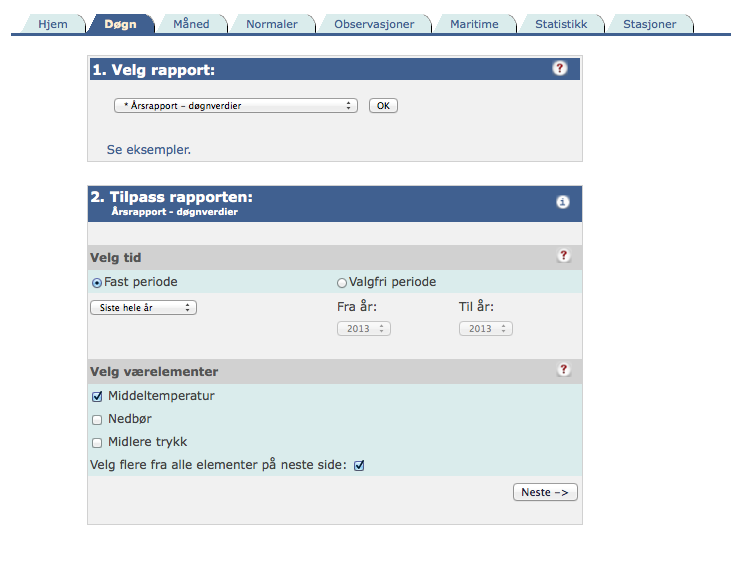 Hjem Døgn Måned Normaler Observasjoner Maritime Statistikk Stasjoner
1. Velg rapport: ?
* Årsrapport - døgnverdier OK
Se eksempler.
2. Tilpass rapporten: i
Årsrapport - døgnverdier
Velg tid ?
Fast periode Valgfri periode
Siste hele år Fra år: Til år:
2013 2013
Velg værelementer ?
Middeltemperatur
Nedbør
Midlere trykk
Velg flere fra alle elementer på neste side:
Neste ->